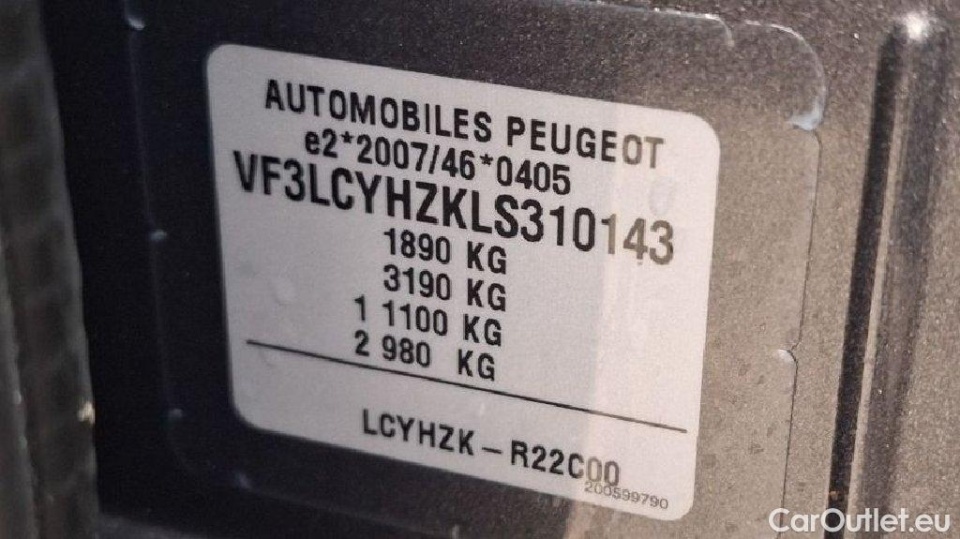 AUTOMOBILES PEUGEOT
e2*2007/46*0405
VF3LCYHZKLS310143
1890 KG
3190 KG
1 1100 KG
2 980 KG
LCYHZK – R22C00
200599790
CarOutlet.eu